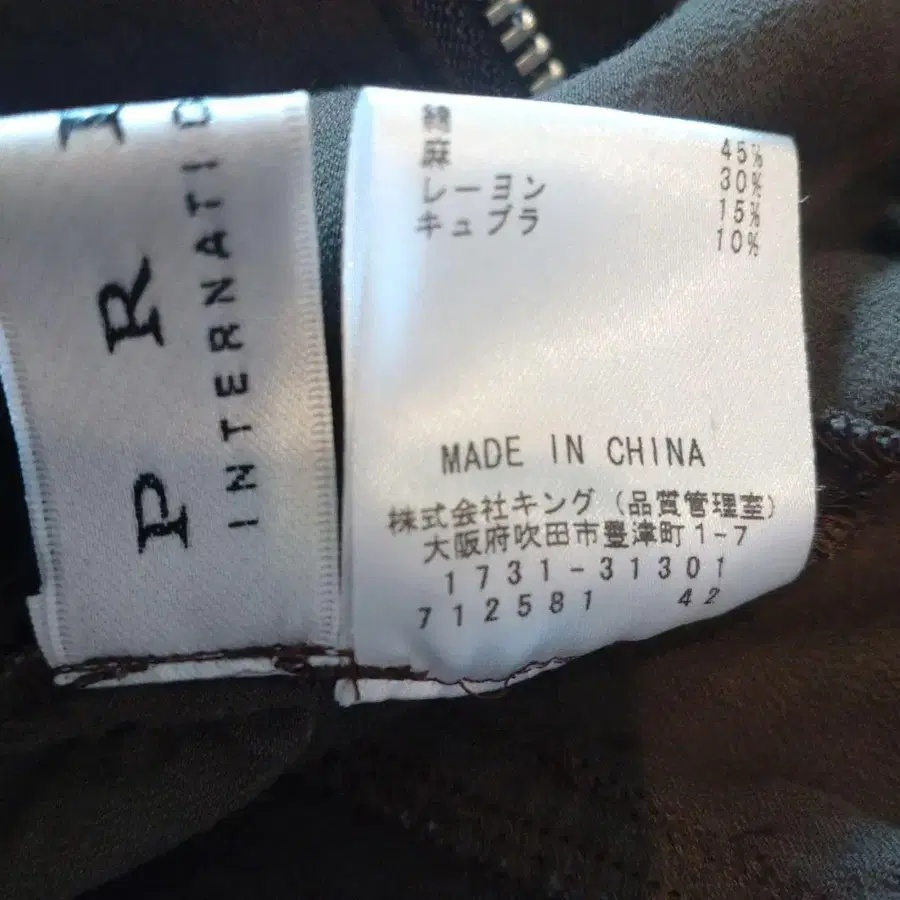 P R I
INTERNATIO
綿 45%
麻 30%
レーヨン 15%
キュプラ 10%
MADE IN CHINA
株式会社キング（品質管理室）
大阪府吹田市豊津町1-7
1731-31301
712581 42